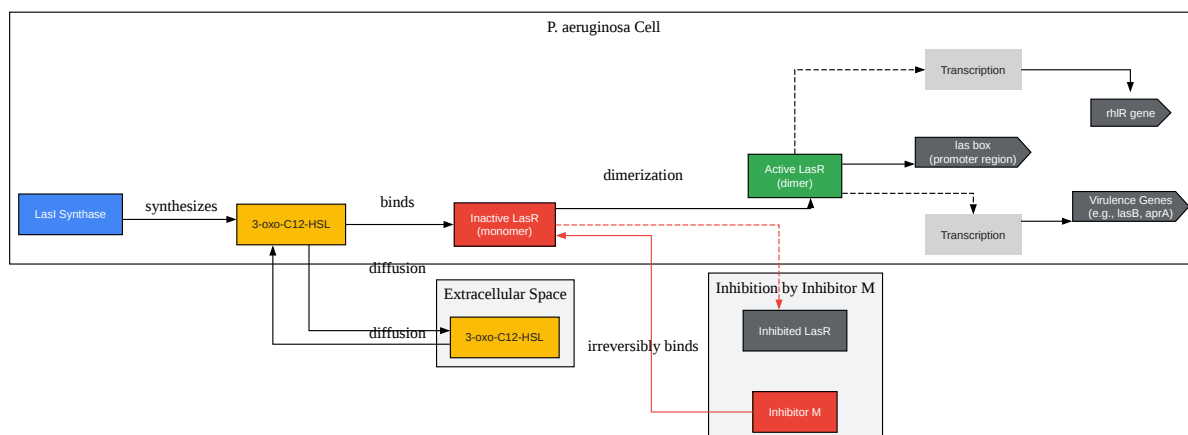 P. aeruginosa Cell
Transcription
rhlR gene
las box
(promoter region)
dimerization
Active LasR
(dimer)
LasI Synthase
synthesizes
3-oxo-C12-HSL
binds
Inactive LasR
(monomer)
Virulence Genes
(e.g., lasB, aprA)
Transcription
diffusion
Extracellular Space
Inhibition by Inhibitor M
diffusion
3-oxo-C12-HSL
Inhibited LasR
irreversibly binds
Inhibitor M